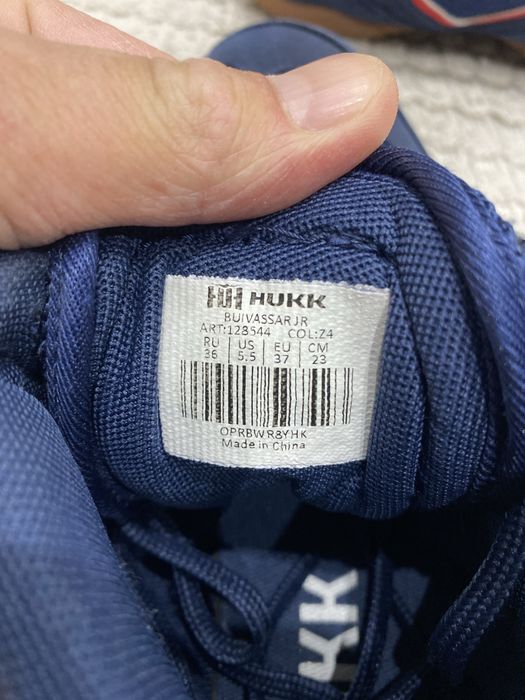 HUKK
BUIVASSAR JR
ART:128544 COL:Z4
RU US EU CM
36 5.5 37 23
OPRBWR8YHK
Made in China
KK